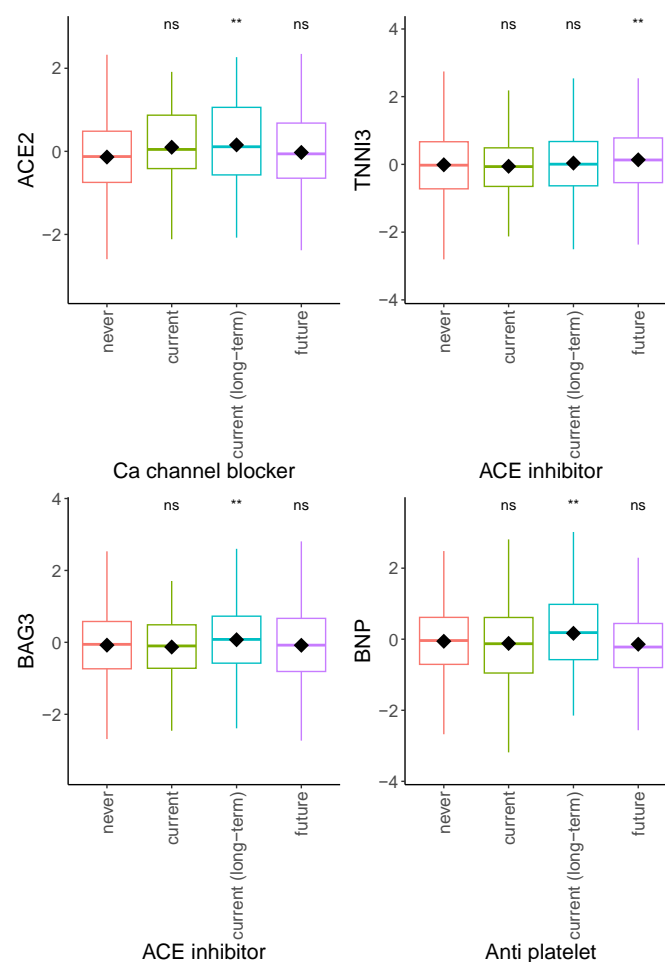 ns
ns
**
ACE2
2
0
−2
never
current
current (long−term)
future
Ca channel blocker
ns
ns
**
TNNI3
4
2
0
−2
−4
never
current
current (long−term)
future
ACE inhibitor
ns
**
ns
BAG3
4
2
0
−2
never
current
current (long−term)
future
ACE inhibitor
ns
**
ns
BNP
2
0
−2
−4
never
current
current (long−term)
future
Anti platelet